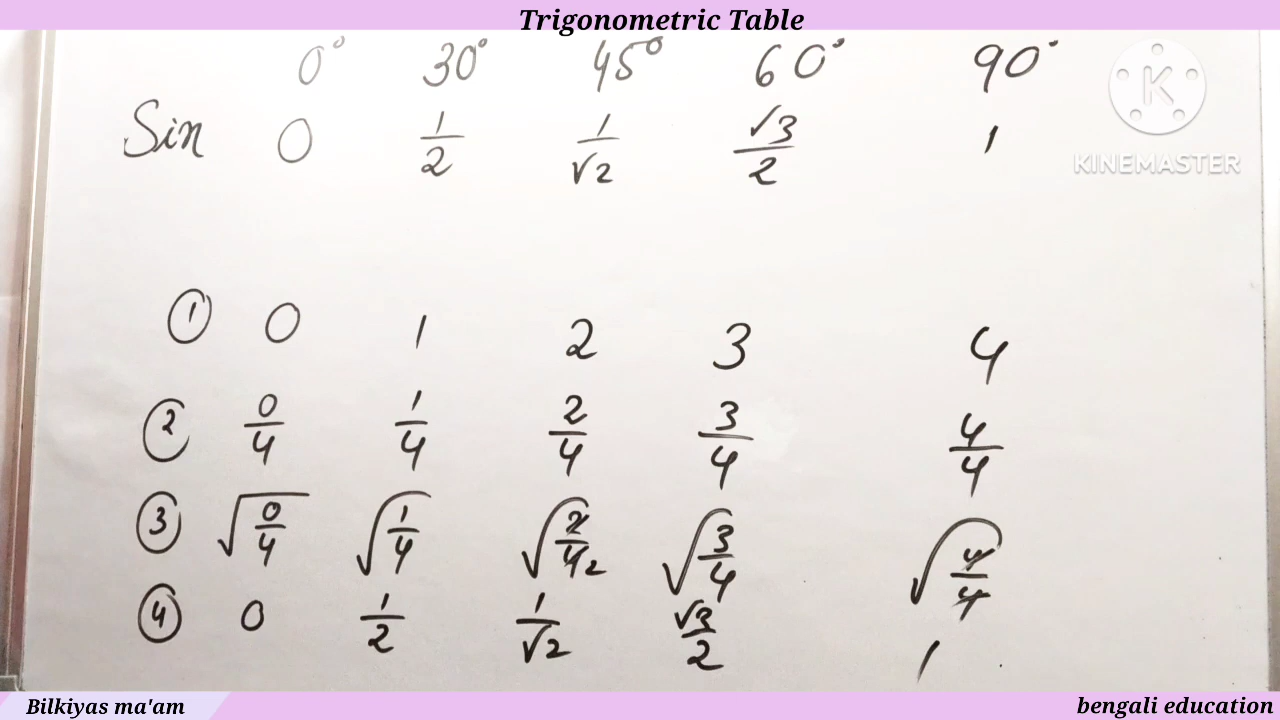 Trigonometric Table
0° 30° 45° 60° 90°
Sin 0 1/2 1/√2 √3/2 1
K
KINEMASTER
① 0 1 2 3 4
② 0/4 1/4 2/4 3/4 4/4
③ √0/4 √1/4 √2/4 2 √3/4 √4/4
④ 0 1/2 1/√2 √3/2 1
Bilkiyas ma'am
bengali education